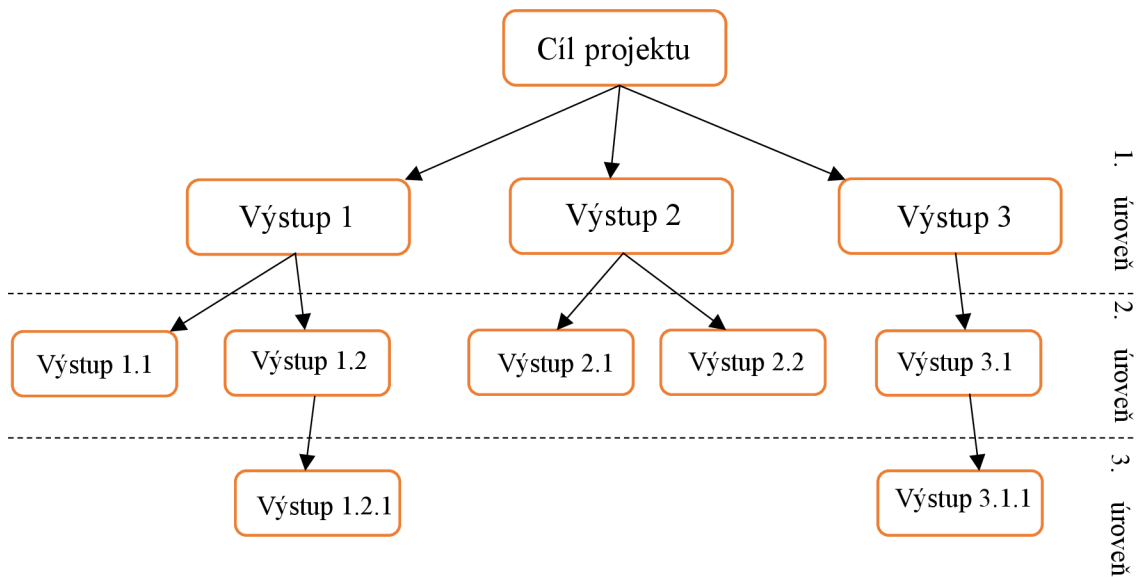 Cíl projektu
Výstup 1
Výstup 2
Výstup 3
1. úroveň
Výstup 1.1
Výstup 1.2
Výstup 2.1
Výstup 2.2
Výstup 3.1
2. úroveň
Výstup 1.2.1
Výstup 3.1.1
3. úroveň